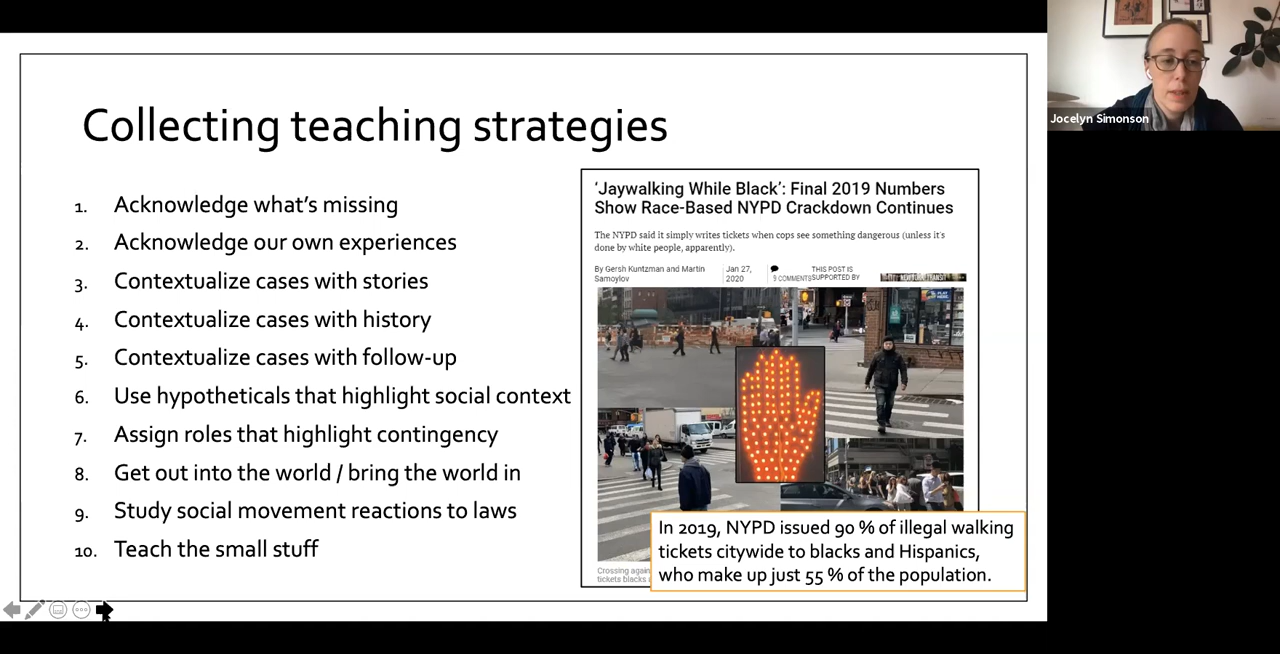 Collecting teaching strategies
1. Acknowledge what's missing
2. Acknowledge our own experiences
3. Contextualize cases with stories
4. Contextualize cases with history
5. Contextualize cases with follow-up
6. Use hypotheticals that highlight social context
7. Assign roles that highlight contingency
8. Get out into the world / bring the world in
9. Study social movement reactions to laws
10. Teach the small stuff
'Jaywalking While Black': Final 2019 Numbers
Show Race-Based NYPD Crackdown Continues
The NYPD said it simply writes tickets when cops see something dangerous (unless it's
done by white people, apparently).
By Gersh Kuntzman and Martin
Samoylov
Jan 27,
2020
9 COMMENTS
THIS POST IS
SUPPORTED BY
Crossing again
tickets blacks
In 2019, NYPD issued 90 % of illegal walking
tickets citywide to blacks and Hispanics,
who make up just 55 % of the population.
Jocelyn Simonson